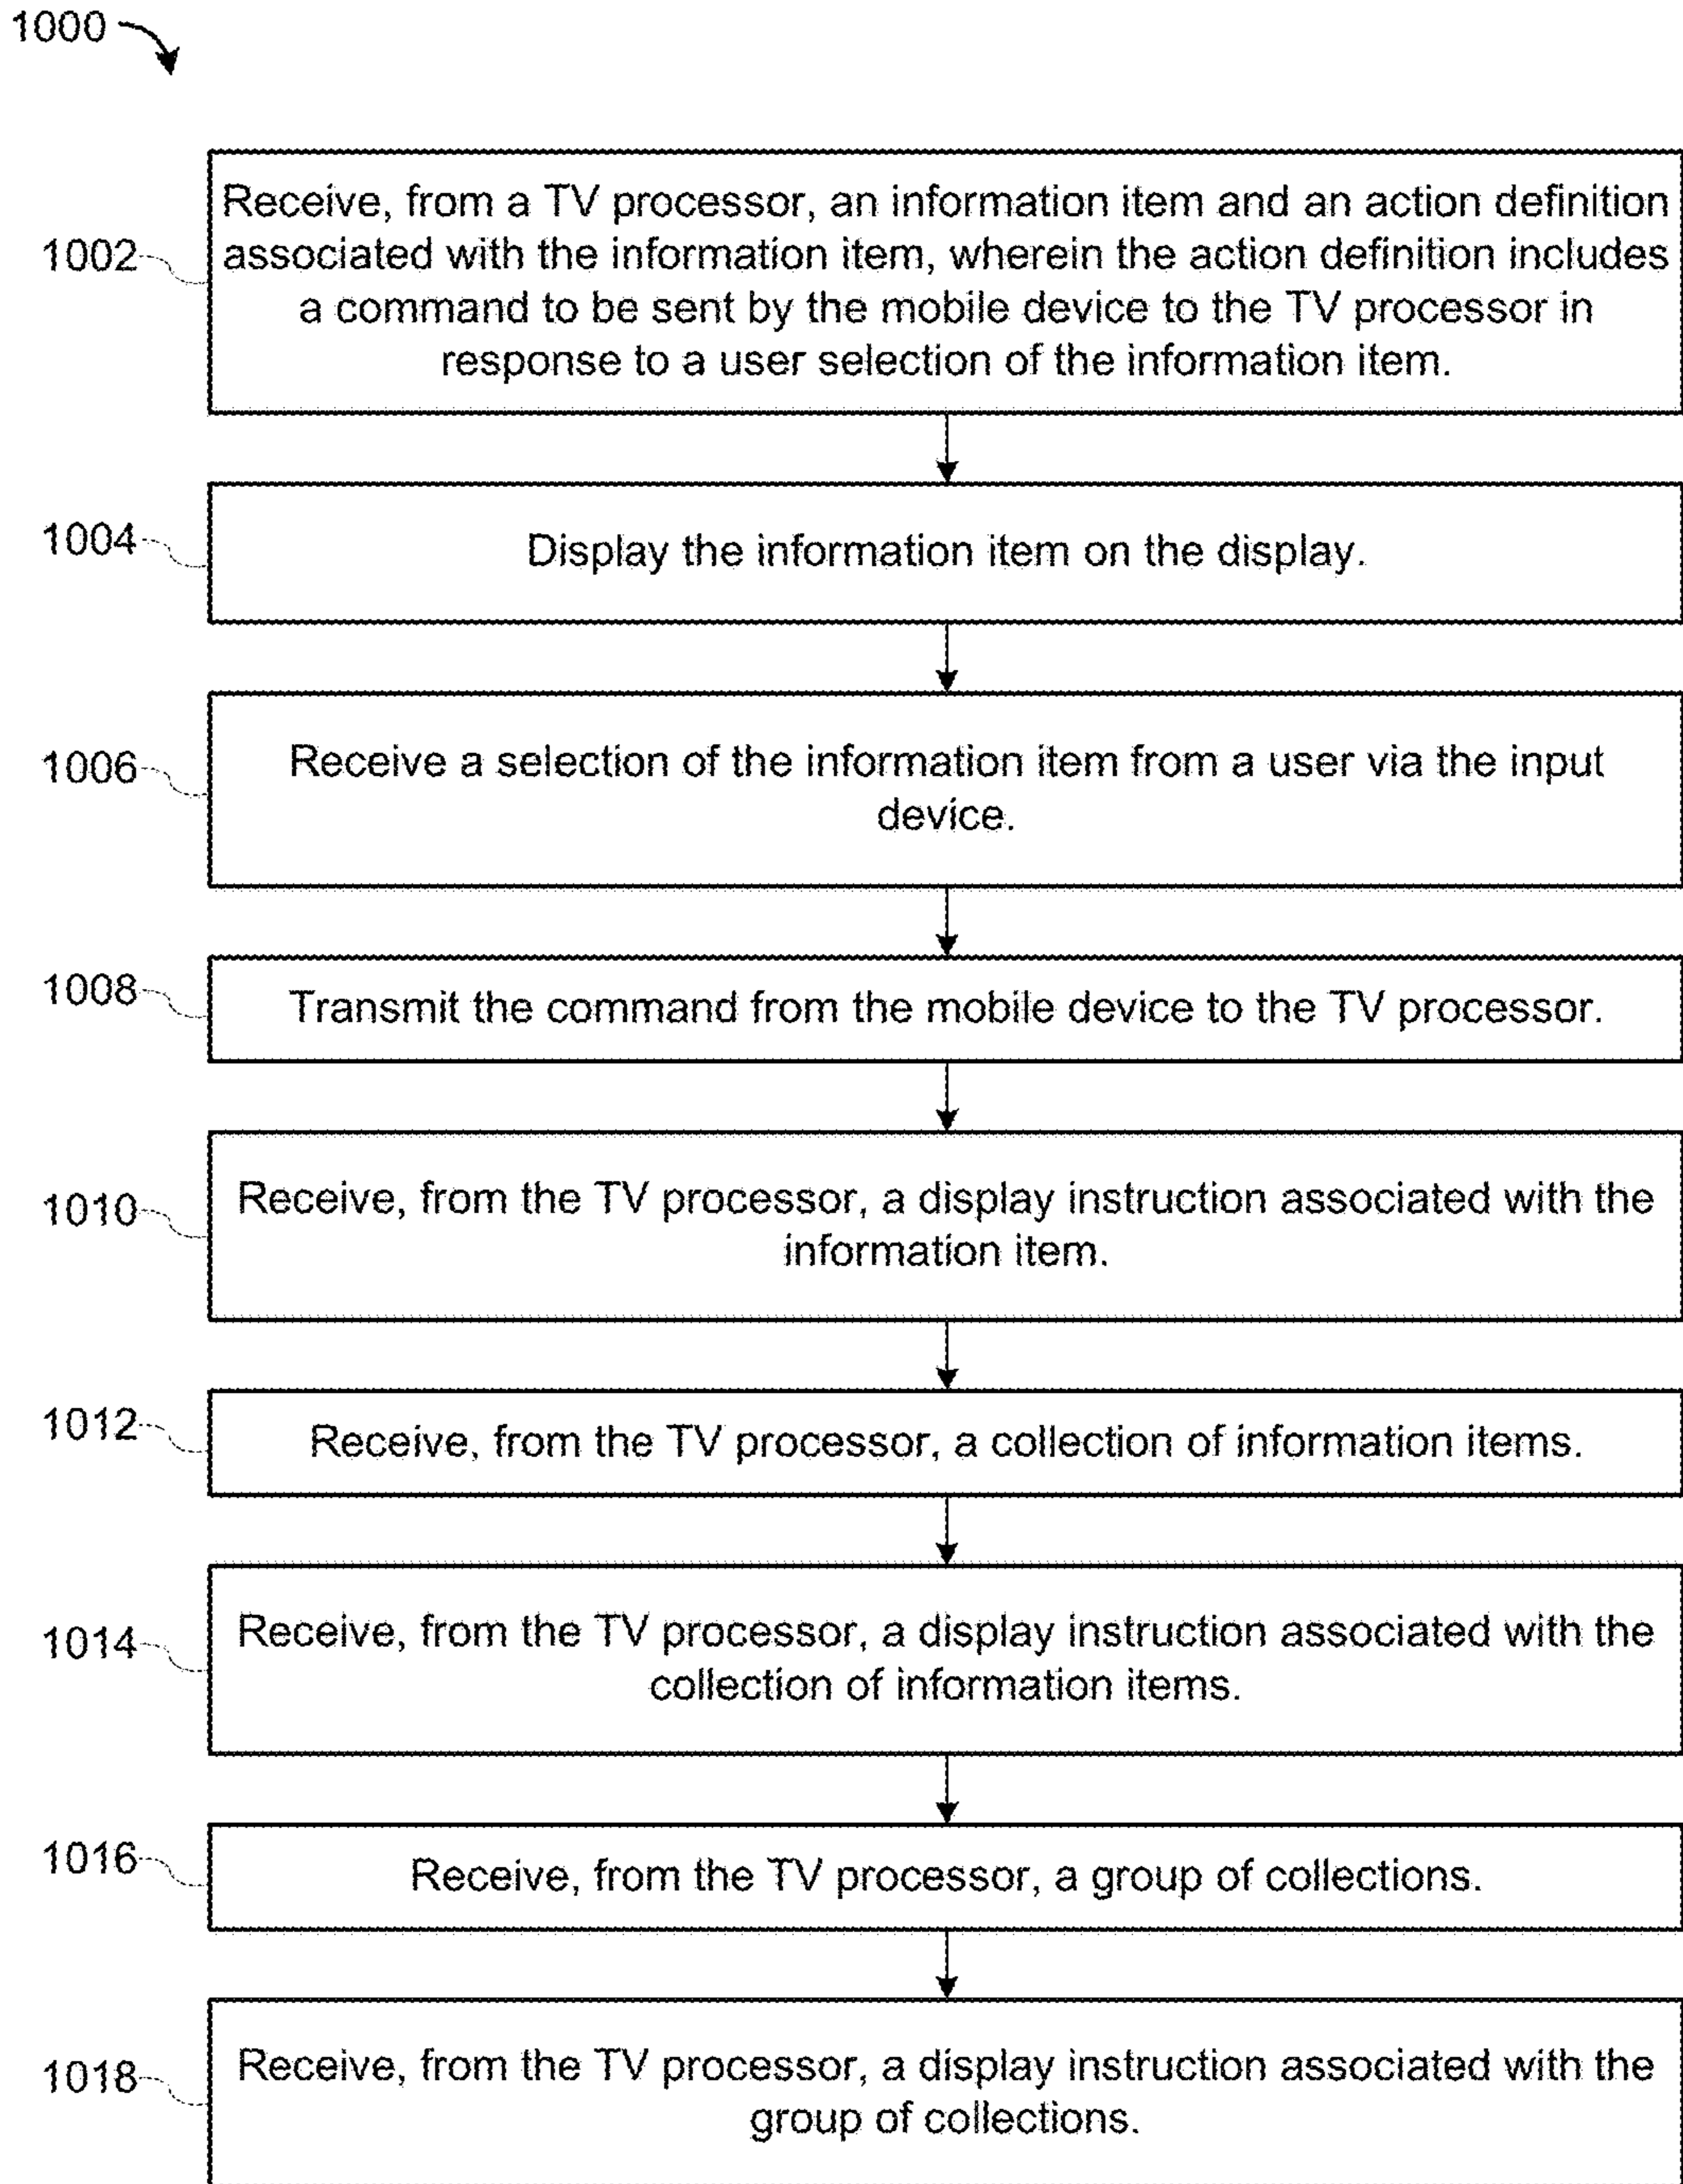 1000
1002
Receive, from a TV processor, an information item and an action definition
associated with the information item, wherein the action definition includes
a command to be sent by the mobile device to the TV processor in
response to a user selection of the information item.
1004
Display the information item on the display.
1006
Receive a selection of the information item from a user via the input
device.
1008
Transmit the command from the mobile device to the TV processor.
1010
Receive, from the TV processor, a display instruction associated with the
information item.
1012
Receive, from the TV processor, a collection of information items.
1014
Receive, from the TV processor, a display instruction associated with the
collection of information items.
1016
Receive, from the TV processor, a group of collections.
1018
Receive, from the TV processor, a display instruction associated with the
group of collections.